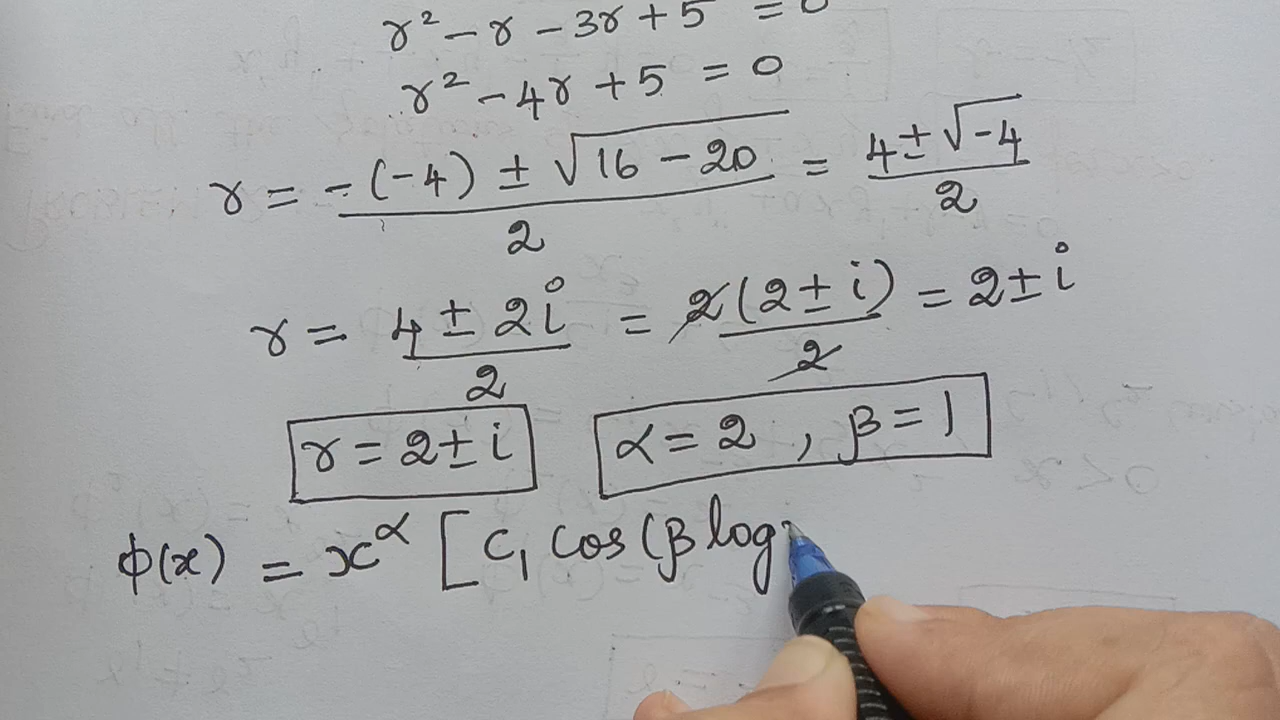 r² - r - 3r + 5 = 0
r² - 4r + 5 = 0
r = -(-4) ± √16 - 20 / 2 = 4 ± √-4 / 2
r = 4 ± 2i / 2 = 2(2 ± i) / 2 = 2 ± i
r = 2 ± i α = 2 , β = 1
ϕ(x) = x^α [ C₁ cos(β log